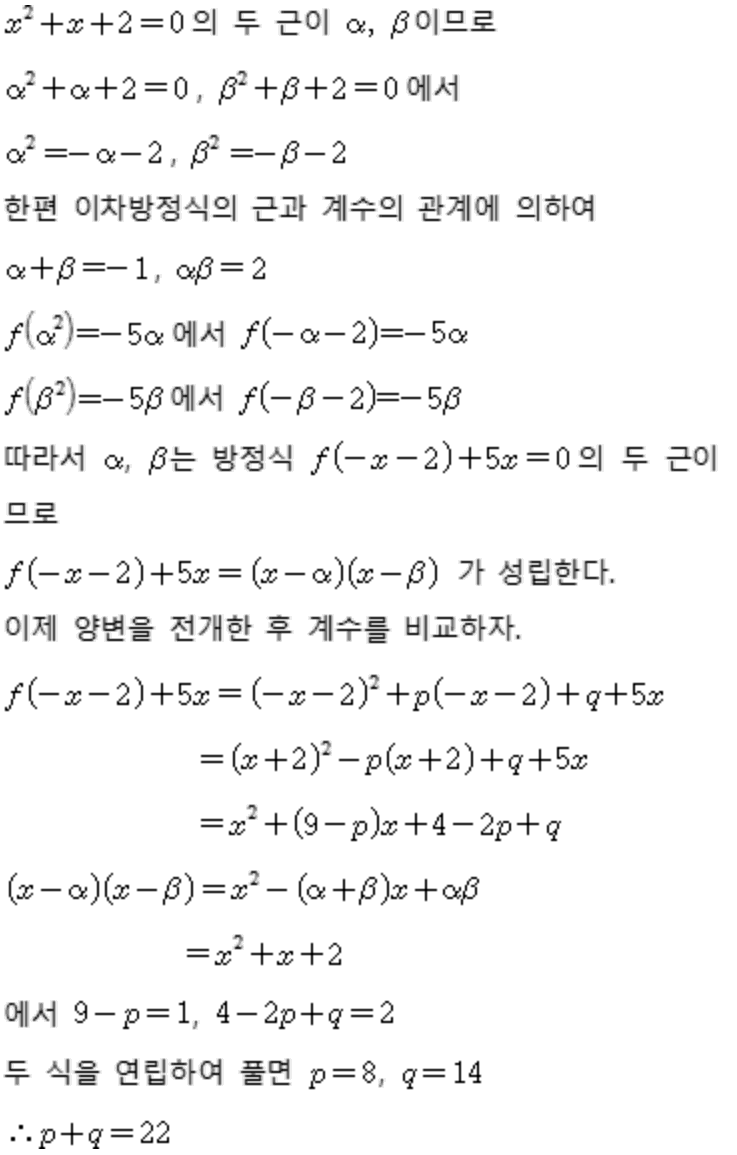 x²+x+2=0의 두 근이 α, β이므로
α²+α+2=0, β²+β+2=0에서
α²=-α-2, β²=-β-2
한편 이차방정식의 근과 계수의 관계에 의하여
α+β=-1, αβ=2
f(α²)=-5α에서 f(-α-2)=-5α
f(β²)=-5β에서 f(-β-2)=-5β
따라서 α, β는 방정식 f(-x-2)+5x=0의 두 근이
므로
f(-x-2)+5x=(x-α)(x-β) 가 성립한다.
이제 양변을 전개한 후 계수를 비교하자.
f(-x-2)+5x=(-x-2)²+p(-x-2)+q+5x
=(x+2)²-p(x+2)+q+5x
=x²+(9-p)x+4-2p+q
(x-α)(x-β)=x²-(α+β)x+αβ
=x²+x+2
에서 9-p=1, 4-2p+q=2
두 식을 연립하여 풀면 p=8, q=14
∴p+q=22